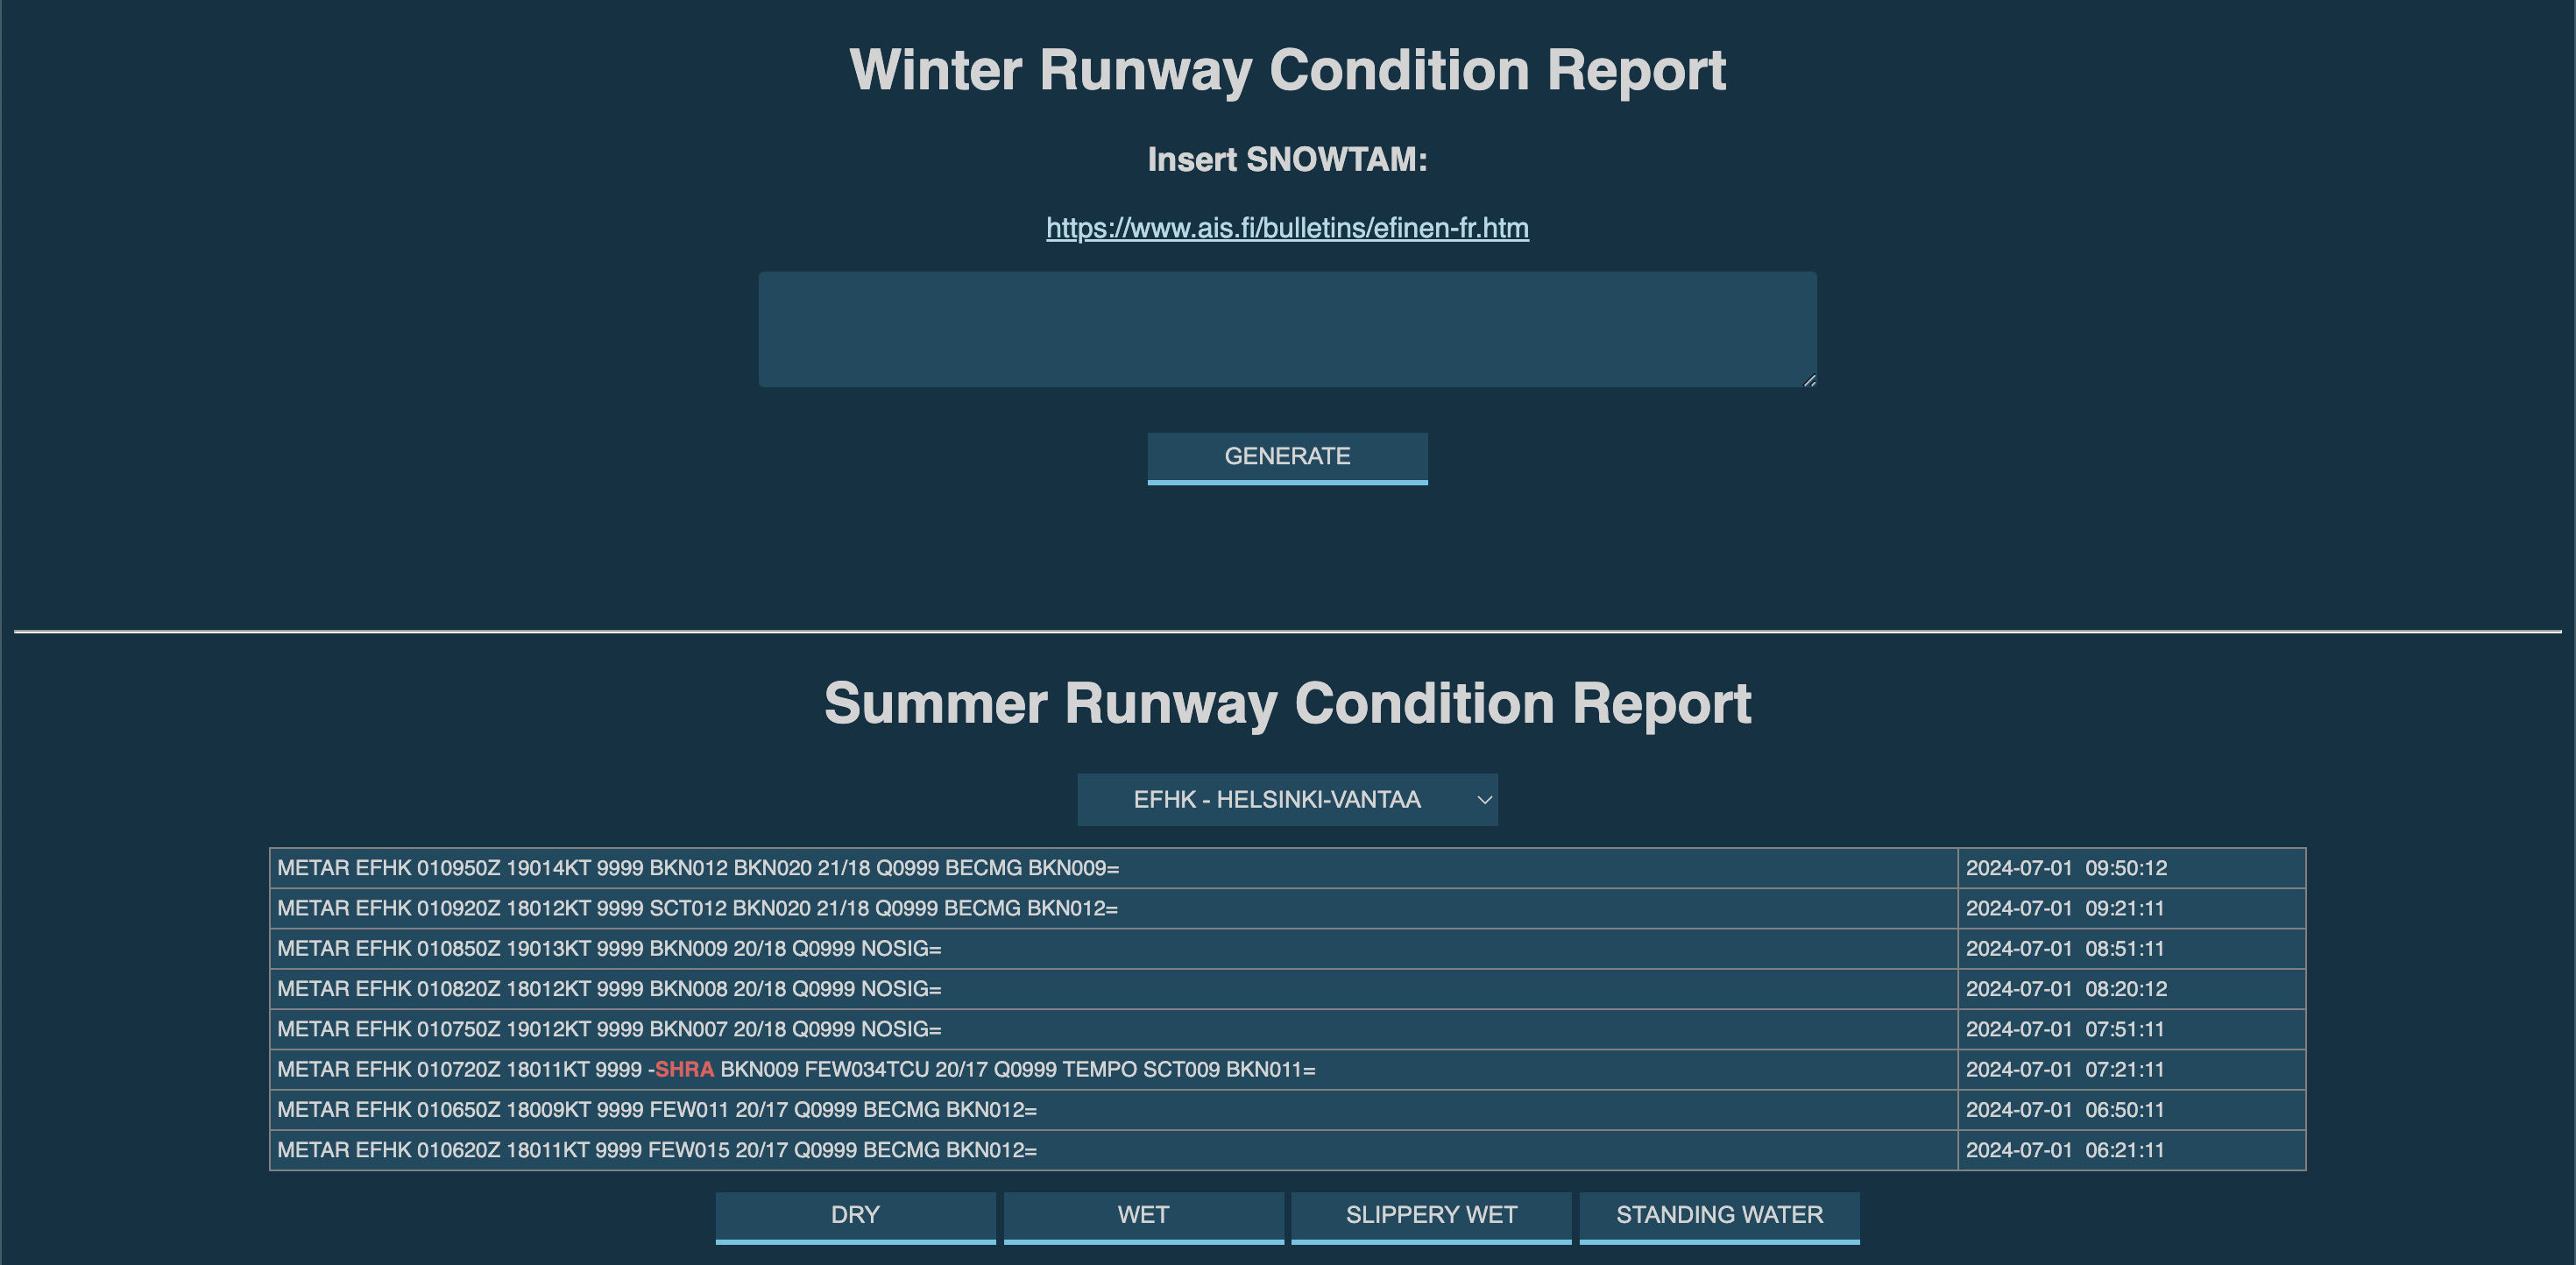 Winter Runway Condition Report
Insert SNOWTAM:
https://www.ais.fi/bulletins/efinen-fr.htm
GENERATE
Summer Runway Condition Report
EFHK - HELSINKI-VANTAA
METAR EFHK 010950Z 19014KT 9999 BKN012 BKN020 21/18 Q0999 BECMG BKN009= 2024-07-01 09:50:12
METAR EFHK 010920Z 18012KT 9999 SCT012 BKN020 21/18 Q0999 BECMG BKN012= 2024-07-01 09:21:11
METAR EFHK 010850Z 19013KT 9999 BKN009 20/18 Q0999 NOSIG= 2024-07-01 08:51:11
METAR EFHK 010820Z 18012KT 9999 BKN008 20/18 Q0999 NOSIG= 2024-07-01 08:20:12
METAR EFHK 010750Z 19012KT 9999 BKN007 20/18 Q0999 NOSIG= 2024-07-01 07:51:11
METAR EFHK 010720Z 18011KT 9999 -SHRA BKN009 FEW034TCU 20/17 Q0999 TEMPO SCT009 BKN011= 2024-07-01 07:21:11
METAR EFHK 010650Z 18009KT 9999 FEW011 20/17 Q0999 BECMG BKN012= 2024-07-01 06:50:11
METAR EFHK 010620Z 18011KT 9999 FEW015 20/17 Q0999 BECMG BKN012= 2024-07-01 06:21:11
DRY WET SLIPPERY WET STANDING WATER